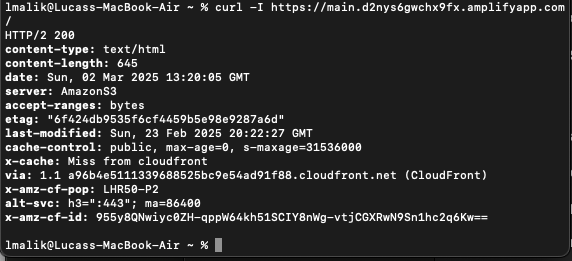 lmalik@Lucass-MacBook-Air ~ % curl -I https://main.d2nys6gwchx9fx.amplifyapp.com
/
HTTP/2 200
content-type: text/html
content-length: 645
date: Sun, 02 Mar 2025 13:20:05 GMT
server: AmazonS3
accept-ranges: bytes
etag: "6f424db9535f6cf4459b5e98e9287a6d"
last-modified: Sun, 23 Feb 2025 20:22:27 GMT
cache-control: public, max-age=0, s-maxage=31536000
x-cache: Miss from cloudfront
via: 1.1 a96b4e5111339688525bc9e54ad91f88.cloudfront.net (CloudFront)
x-amz-cf-pop: LHR50-P2
alt-svc: h3=":443"; ma=86400
x-amz-cf-id: 955y8QNwiyc0ZH-qppW64kh51SCIY8nWg-vtjCGXRwN9Sn1hc2q6Kw==
lmalik@Lucass-MacBook-Air ~ %